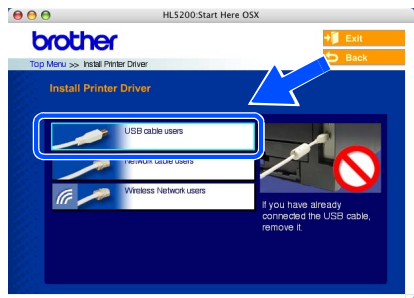 HL5200:Start Here OSX
brother
Exit
Back
Top Menu >> Install Printer Driver
Install Printer Driver
USB cable users
Network cable users
Wireless Network users
If you have already
connected the USB cable,
remove it.